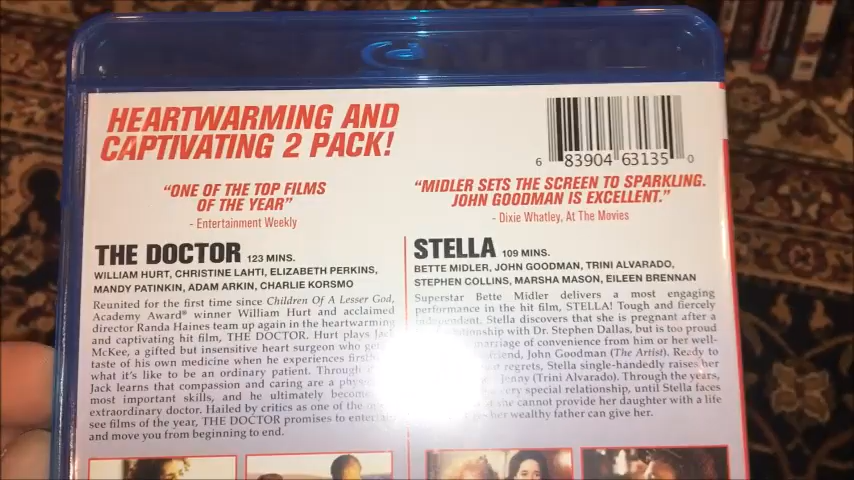 HEARTWARMING AND
CAPTIVATING 2 PACK!
6 83904 63135 0
"ONE OF THE TOP FILMS
OF THE YEAR"
- Entertainment Weekly
"MIDLER SETS THE SCREEN TO SPARKLING.
JOHN GOODMAN IS EXCELLENT."
- Dixie Whatley, At The Movies
THE DOCTOR 123 MINS.
WILLIAM HURT, CHRISTINE LAHTI, ELIZABETH PERKINS,
MANDY PATINKIN, ADAM ARKIN, CHARLIE KORSMO
Reunited for the first time since Children Of A Lesser God,
Academy Award® winner William Hurt and acclaimed
director Randa Haines team up again in the heartwarming
and captivating hit film, THE DOCTOR. Hurt plays Jack
McKee, a gifted but insensitive heart surgeon who
taste of his own medicine when he experiences
what it's like to be an ordinary patient. Through
Jack learns that compassion and caring are a
most important skills, and he ultimately
extraordinary doctor. Hailed by critics as one of the
see films of the year, THE DOCTOR promises to
and move you from beginning to end.
STELLA 109 MINS.
BETTE MIDLER, JOHN GOODMAN, TRINI ALVARADO,
STEPHEN COLLINS, MARSHA MASON, EILEEN BRENNAN
Superstar Bette Midler delivers a most engaging
performance in the hit film, STELLA! Tough and fiercely
independent, Stella discovers that she is pregnant after a
relationship with Dr. Stephen Dallas, but is too proud
marriage of convenience from him or her well-
friend, John Goodman (The Artist). Ready to
regrets, Stella single-handedly raises her
Jenny (Trini Alvarado). Through the years,
very special relationship, until Stella faces
she cannot provide her daughter with a life
her wealthy father can give her.